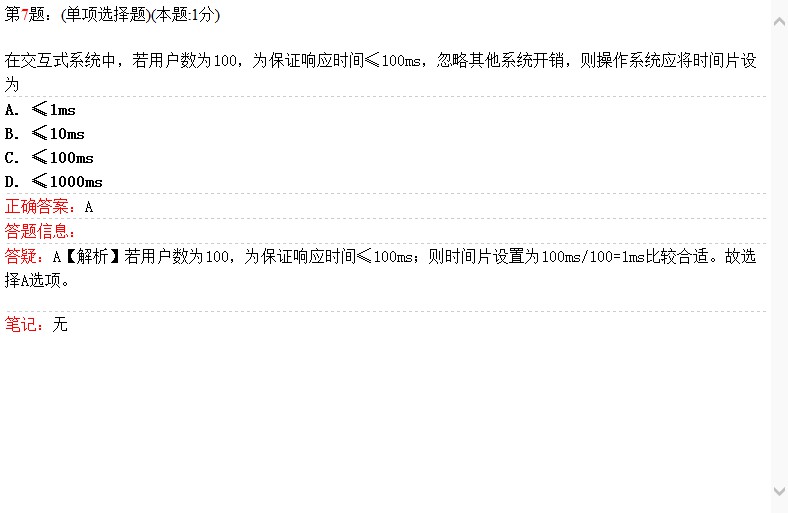 第7题：(单项选择题)(本题:1分)
在交互式系统中，若用户数为100，为保证响应时间≤100ms，忽略其他系统开销，则操作系统应将时间片设
为
A. ≤1ms
B. ≤10ms
C. ≤100ms
D. ≤1000ms
正确答案：A
答题信息：
答疑：A【解析】若用户数为100，为保证响应时间≤100ms；则时间片设置为100ms/100=1ms比较合适。故选
择A选项。
笔记：无